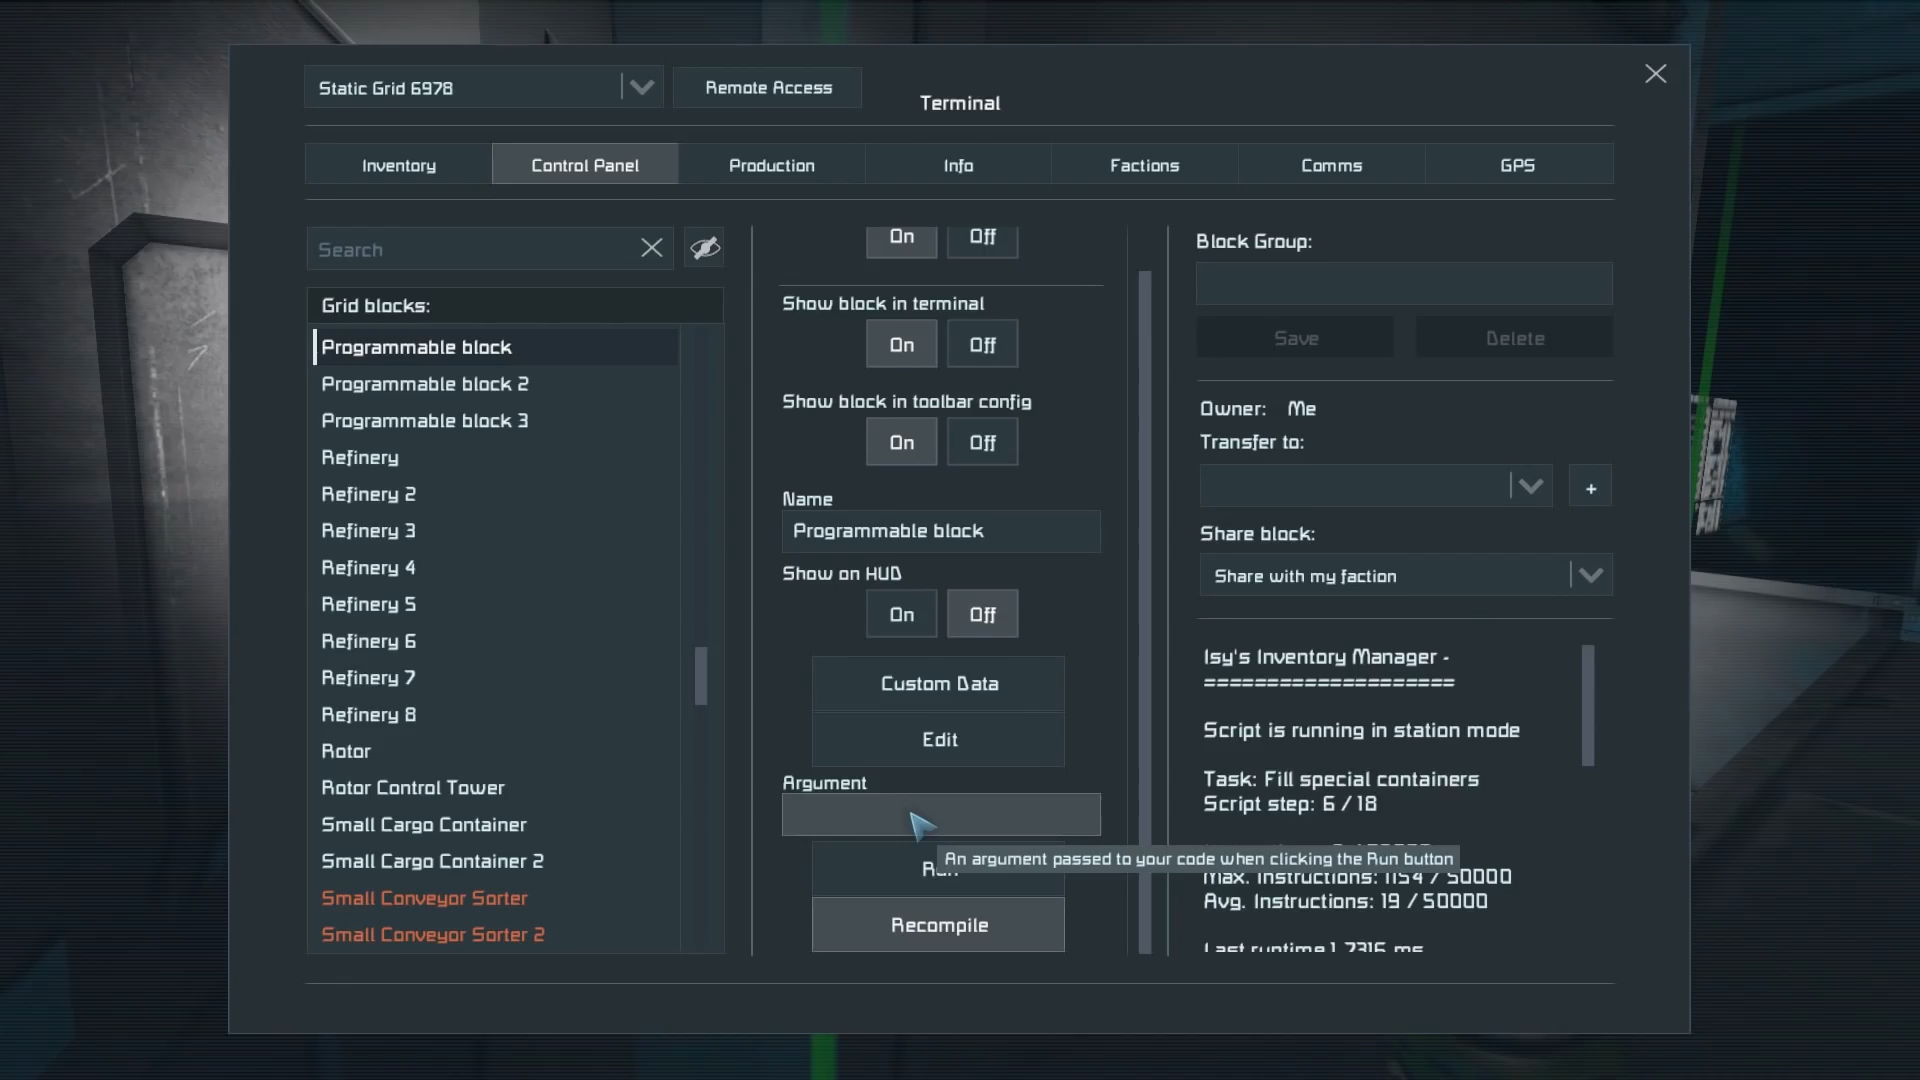 Static Grid 6978
Remote Access
Terminal
Inventory
Control Panel
Production
Info
Factions
Comms
GPS
Search
Grid blocks:
Programmable block
Programmable block 2
Programmable block 3
Refinery
Refinery 2
Refinery 3
Refinery 4
Refinery 5
Refinery 6
Refinery 7
Refinery 8
Rotor
Rotor Control Tower
Small Cargo Container
Small Cargo Container 2
Small Conveyor Sorter
Small Conveyor Sorter 2
On
Off
Show block in terminal
On
Off
Show block in toolbar config
On
Off
Name
Programmable block
Show on HUD
On
Off
Custom Data
Edit
Argument
An argument passed to your code when clicking the Run button
Recompile
Block Group:
Save
Delete
Owner: Me
Transfer to:
+
Share block:
Share with my faction
Isy's Inventory Manager -
====================
Script is running in station mode
Task: Fill special containers
Script step: 6 / 18
Max. Instructions: 1154 / 50000
Avg. Instructions: 19 / 50000
Last runtime 1.7316 ms